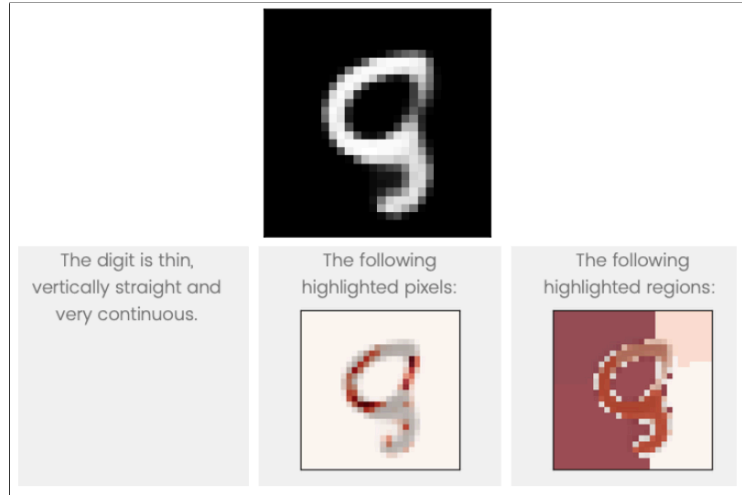 The digit is thin,
vertically straight and
very continuous.
The following
highlighted pixels:
The following
highlighted regions: